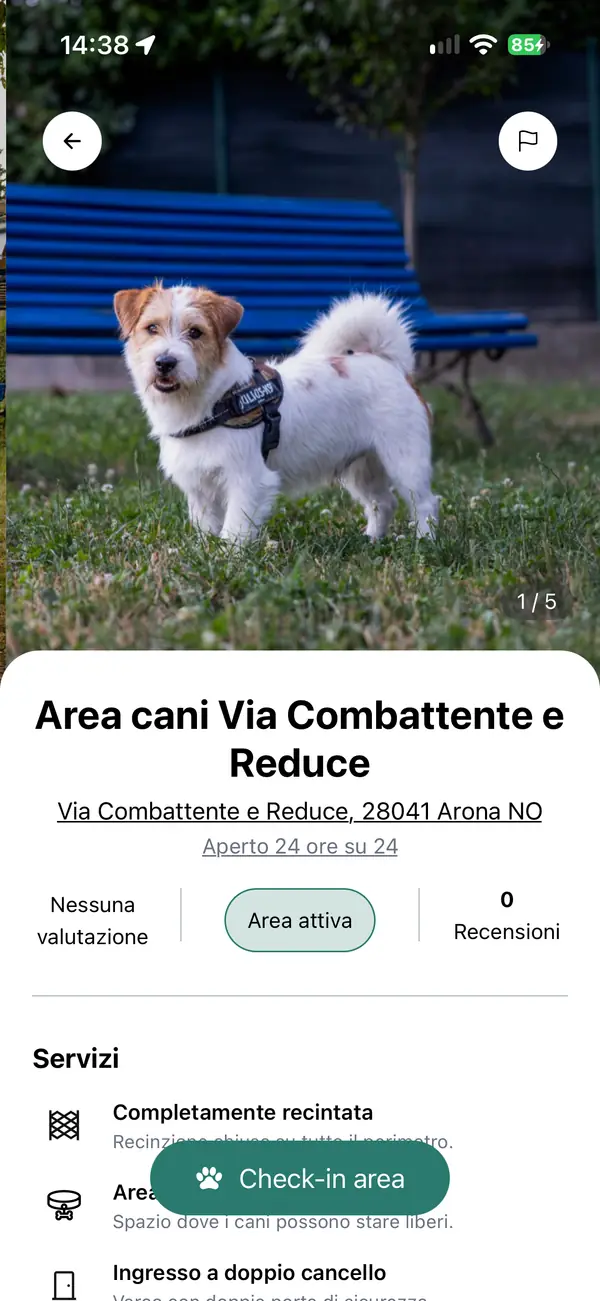 14:38
85
JULIUS-K9
1 / 5
Area cani Via Combattente e
Reduce
Via Combattente e Reduce, 28041 Arona NO
Aperto 24 ore su 24
Nessuna
valutazione
Area attiva
0
Recensioni
Servizi
Completamente recintata
Recinzione chiusa su tutto il perimetro.
Check-in area
Area
Spazio dove i cani possono stare liberi.
Ingresso a doppio cancello